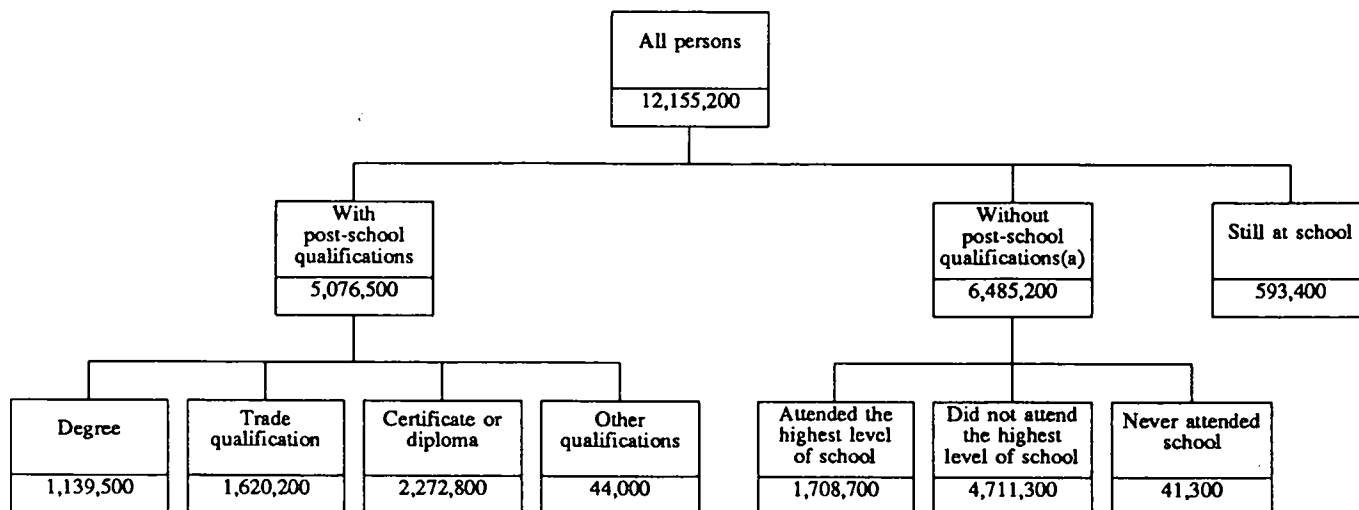 All persons
12,155,200
With
post-school
qualifications
5,076,500
Without
post-school
qualifications(a)
6,485,200
Still at school
593,400
Degree
1,139,500
Trade
qualification
1,620,200
Certificate or
diploma
2,272,800
Other
qualifications
44,000
Attended the
highest level
of school
1,708,700
Did not attend
the highest
level of school
4,711,300
Never attended
school
41,300